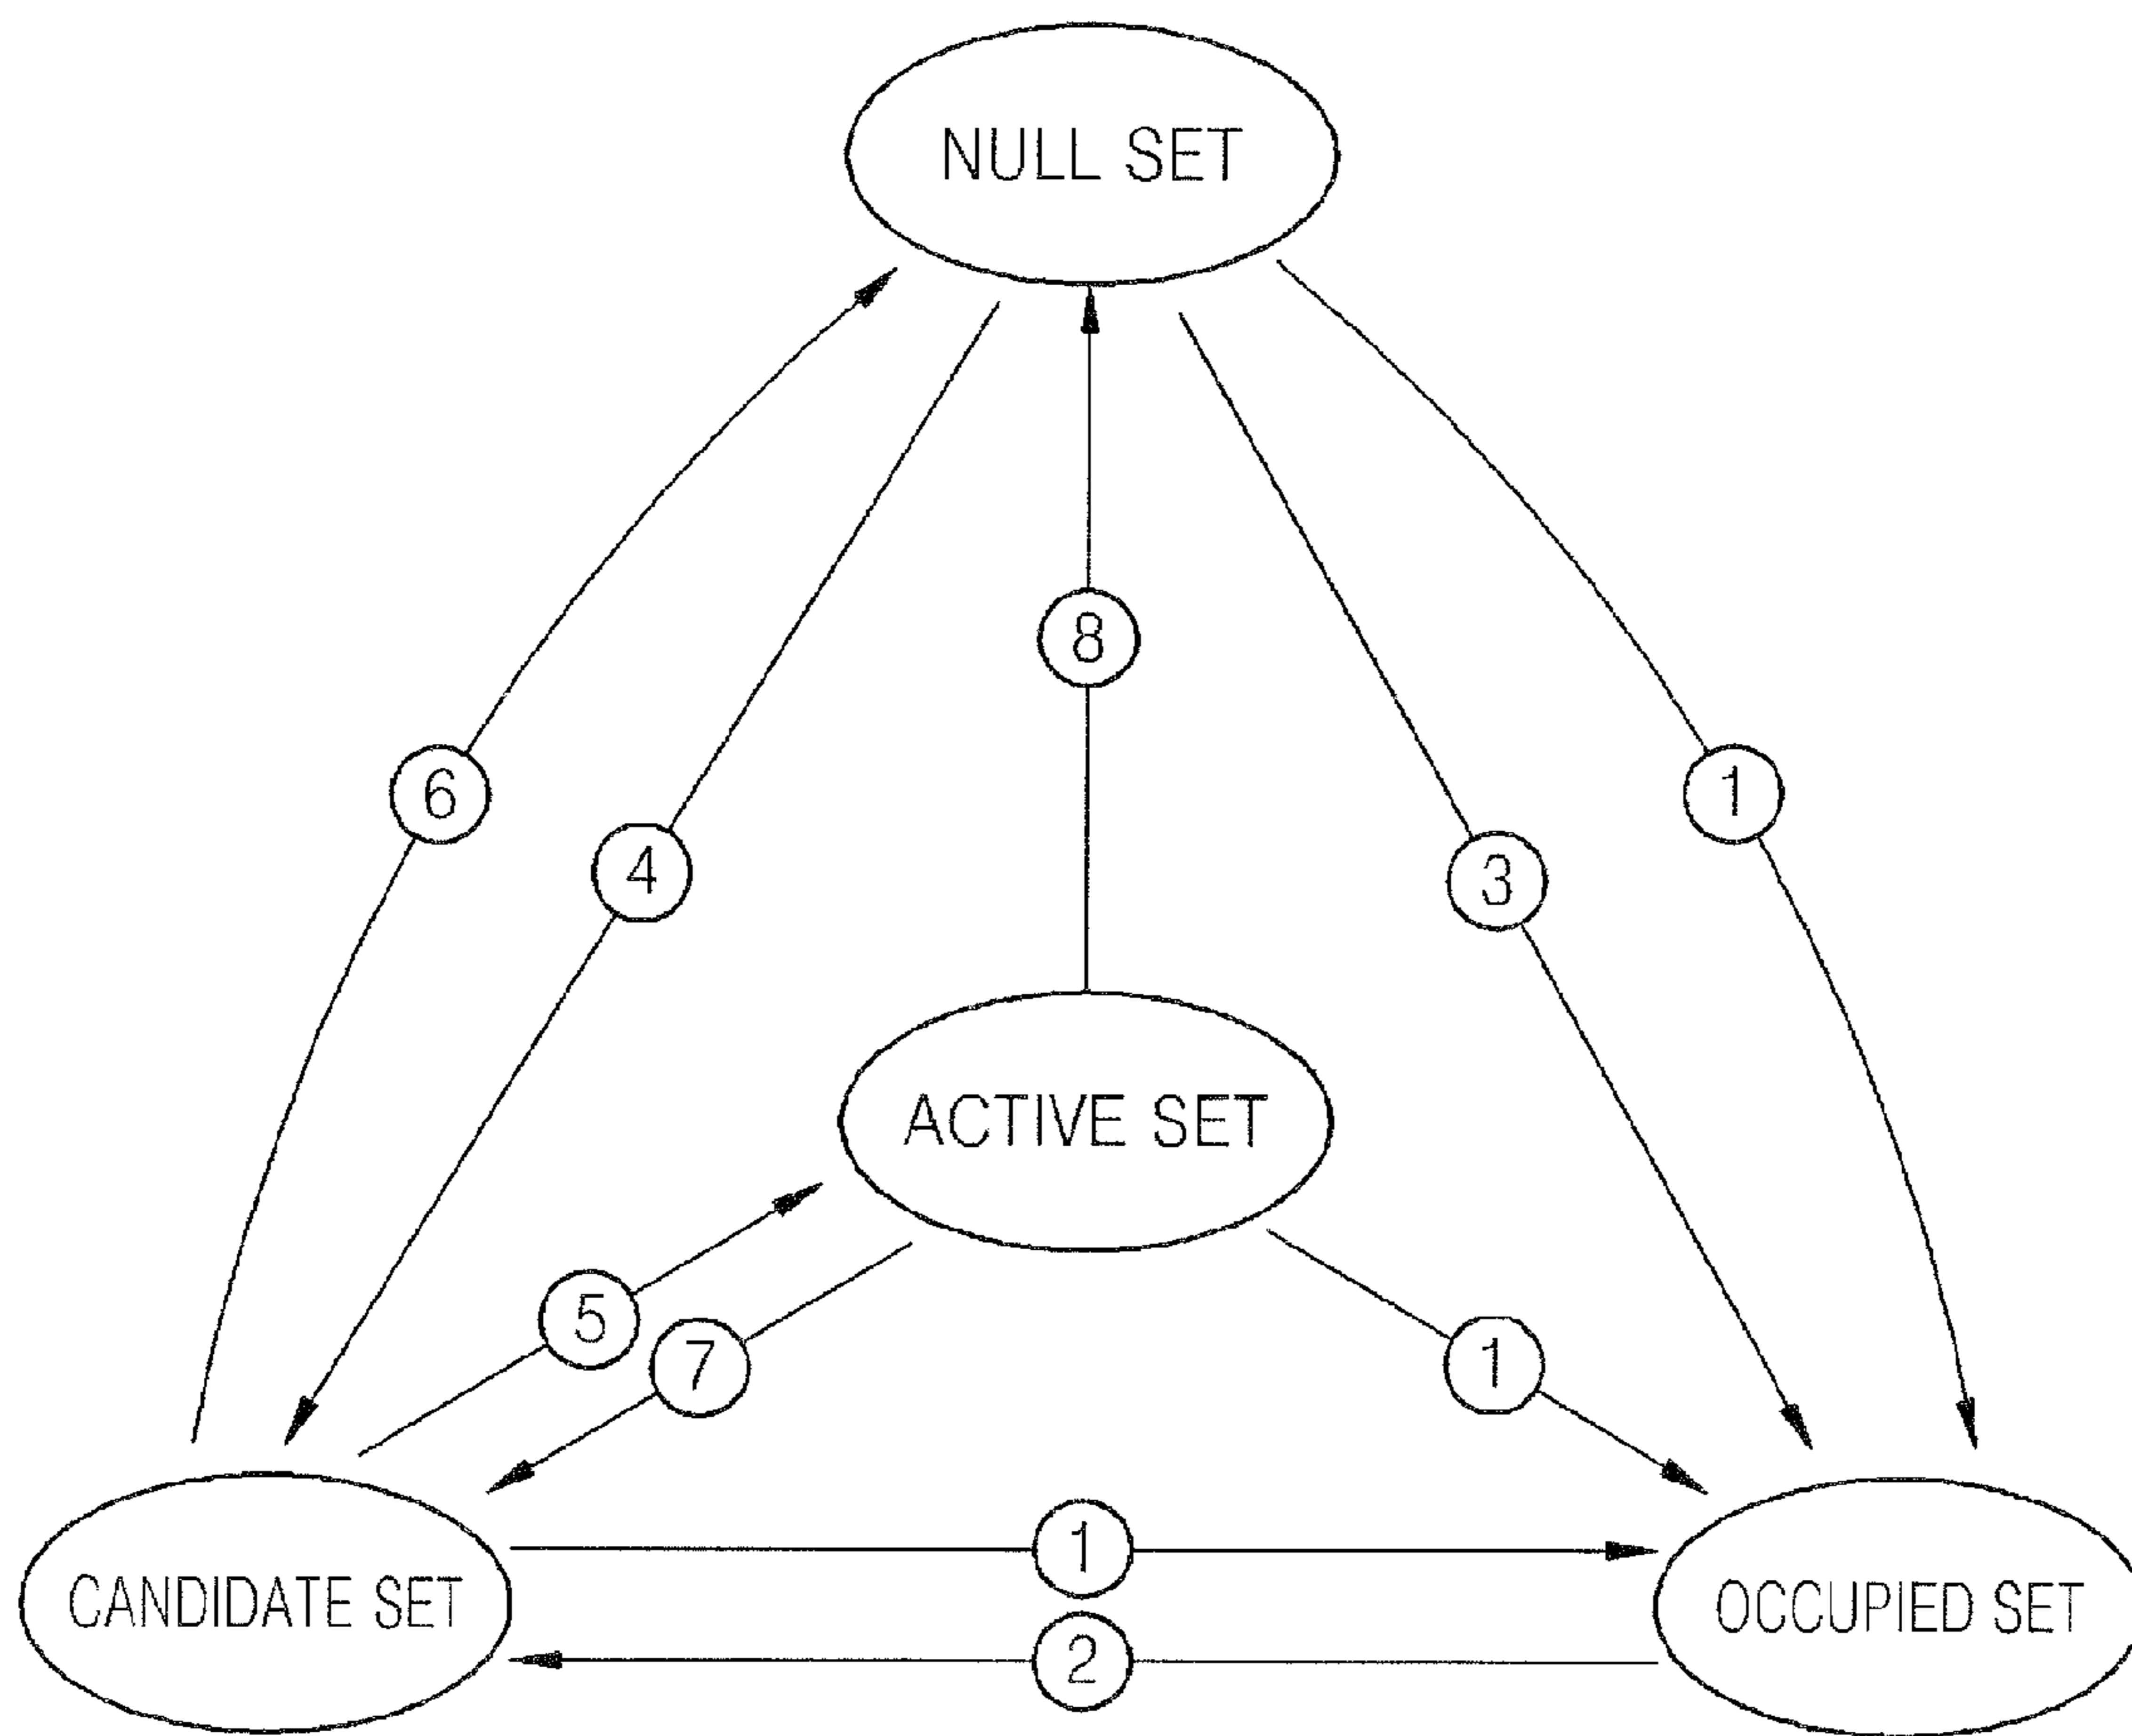 NULL SET
8
6
1
4
3
ACTIVE SET
5
7
1
1
CANDIDATE SET
OCCUPIED SET
2